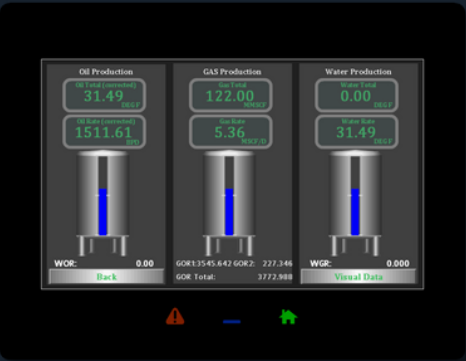 Oil Production
Oil Total (corrected)
31.49
DEG F
Oil Rate (corrected)
1511.61
BPD
WOR: 0.00
Back
GAS Production
Gas Total
122.00
MMSCF
Gas Rate
5.36
MSCF/D
GOR1:3545.642 GOR2: 227.346
GOR Total: 3772.988
Water Production
Water Total
0.00
DEG F
Water Rate
31.49
DEG F
WGR: 0.000
Visual Data